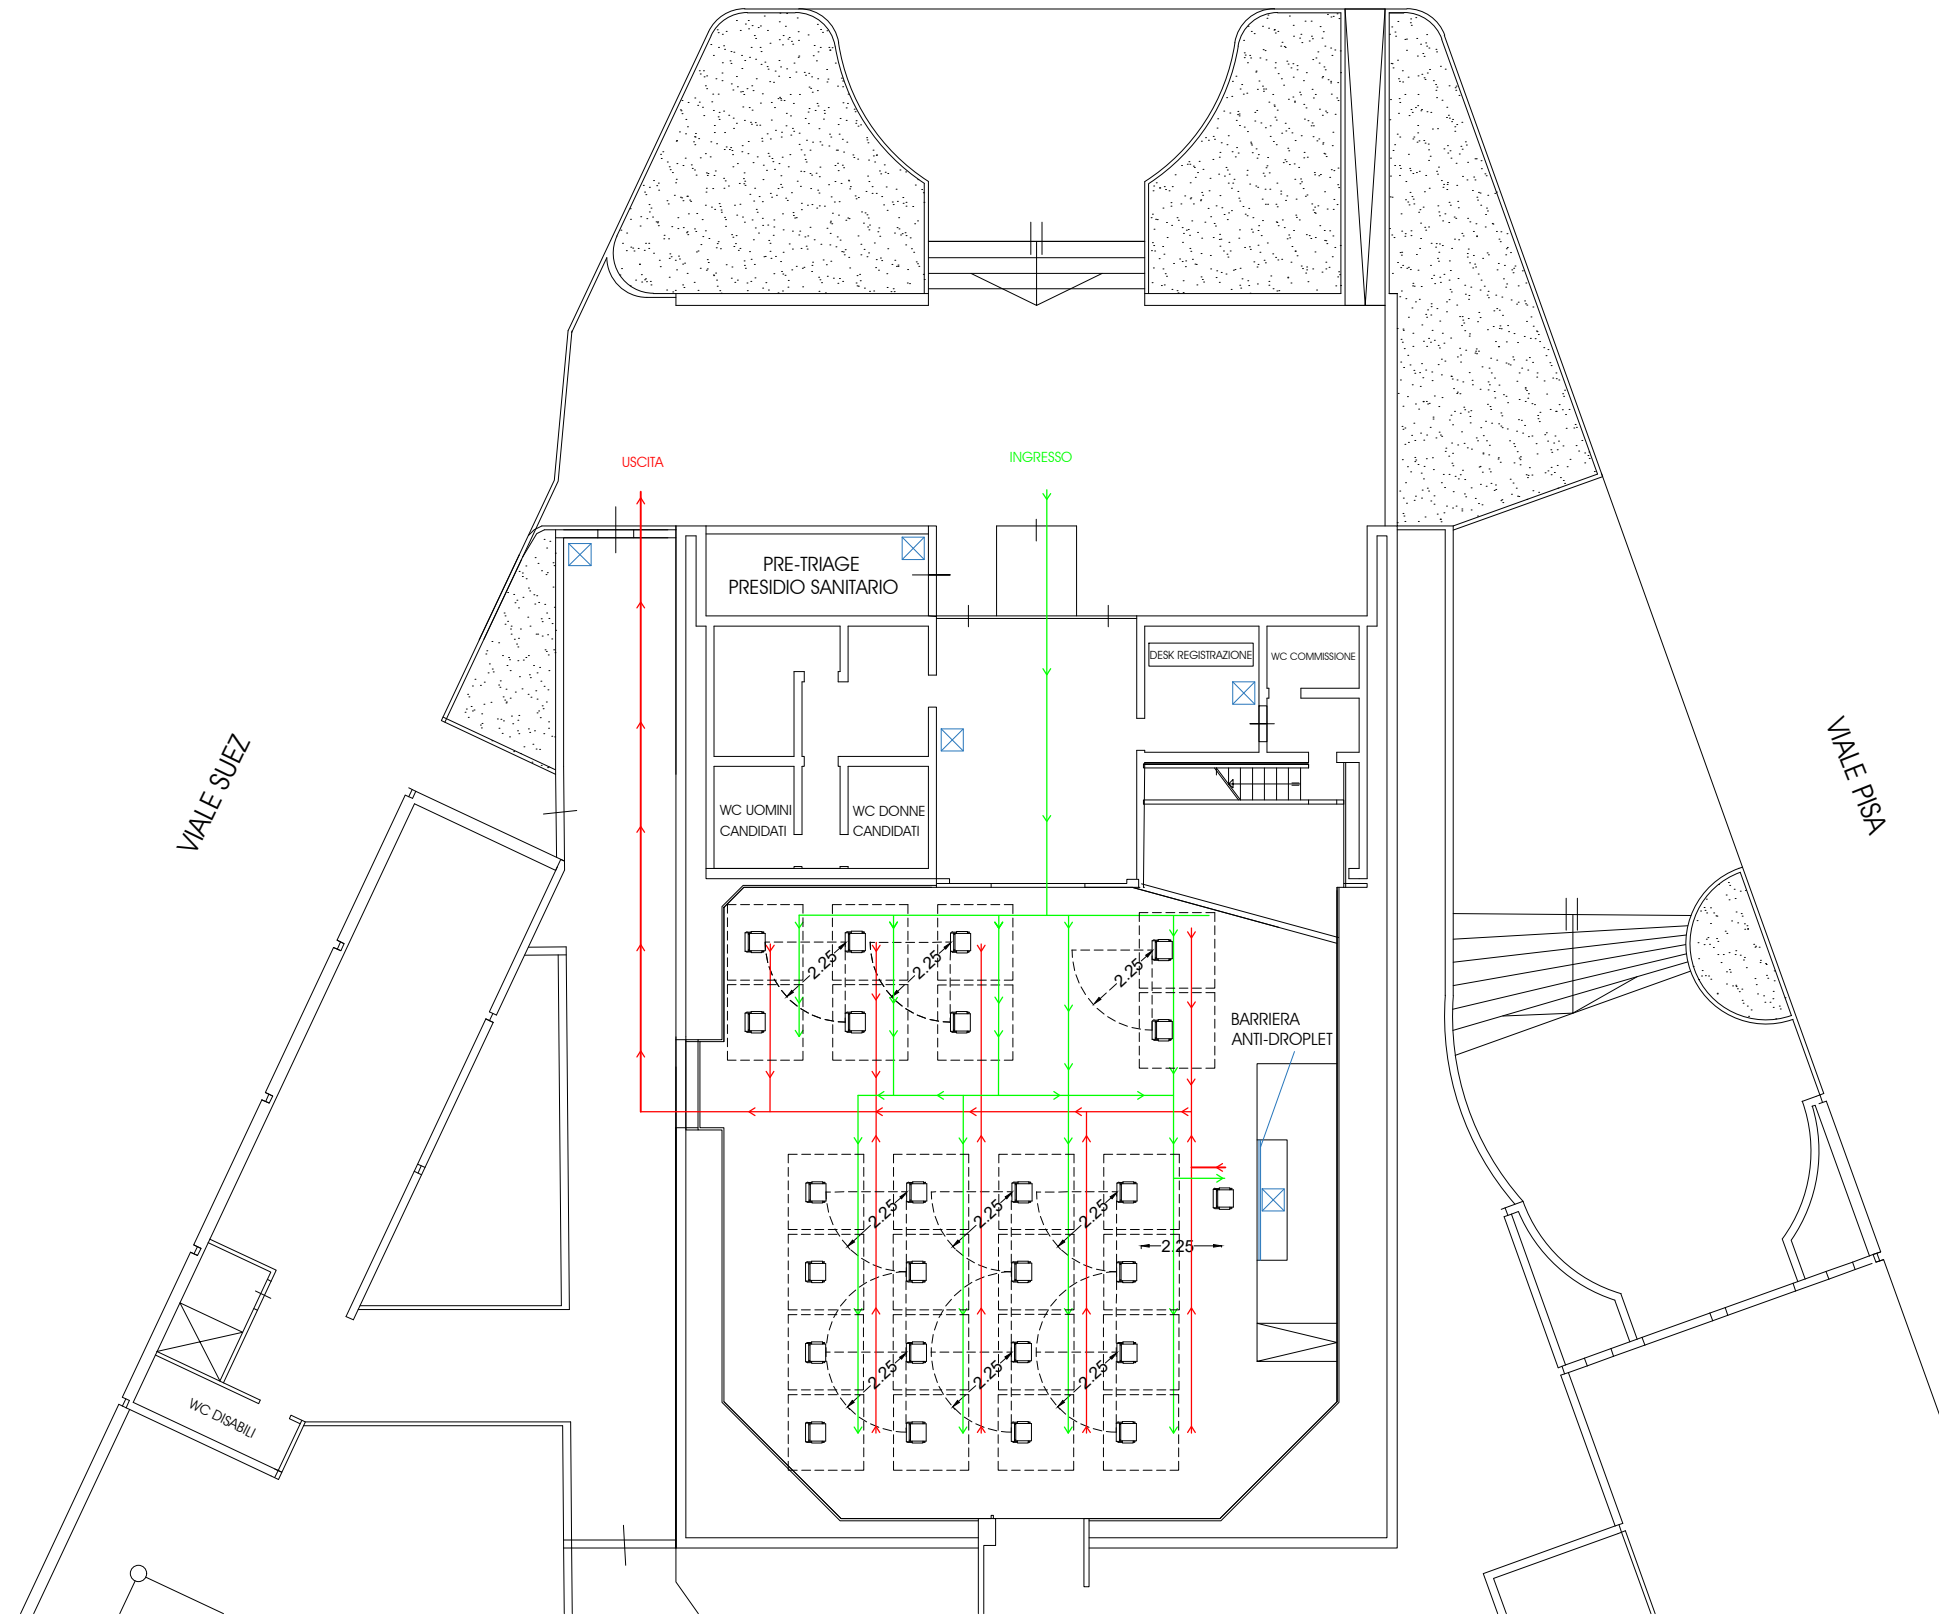 USCITA
INGRESSO
PRE-TRIAGE
PRESIDIO SANITARIO
DESK REGISTRAZIONE
WC COMMISSIONE
VIALE SUEZ
VIALE PISA
WC UOMINI
CANDIDATI
WC DONNE
CANDIDATI
2.25
2.25
2.25
BARRIERA
ANTI-DROPLET
2.25
2.25
2.25
2.25
2.25
2.25
2.25
WC DISABILI